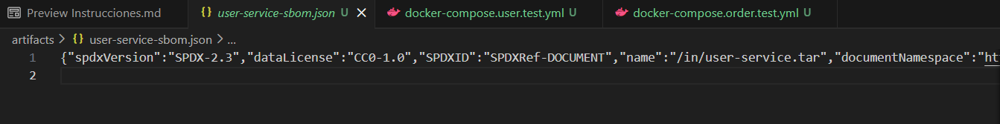 Preview Instrucciones.md
{} user-service-sbom.json U
docker-compose.user.test.yml U
docker-compose.order.test.yml U
artifacts > {} user-service-sbom.json > ...
1 {"spdxVersion":"SPDX-2.3","dataLicense":"CC0-1.0","SPDXID":"SPDXRef-DOCUMENT","name":"/in/user-service.tar","documentNamespace":"ht
2